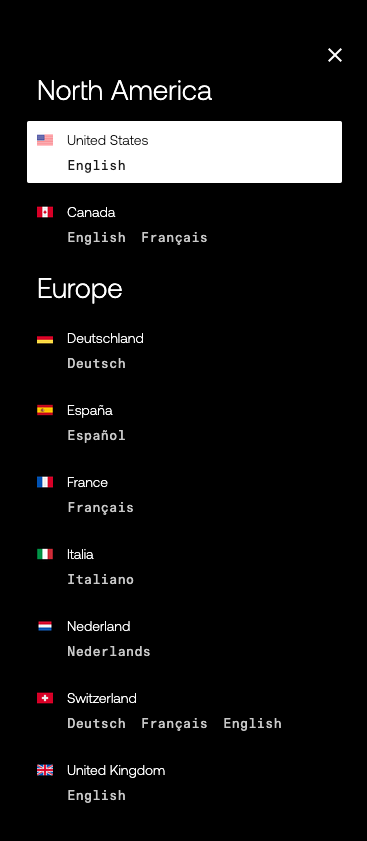 North America
United States
English
Canada
English Français
Europe
Deutschland
Deutsch
España
Español
France
Français
Italia
Italiano
Nederland
Nederlands
Switzerland
Deutsch Français English
United Kingdom
English